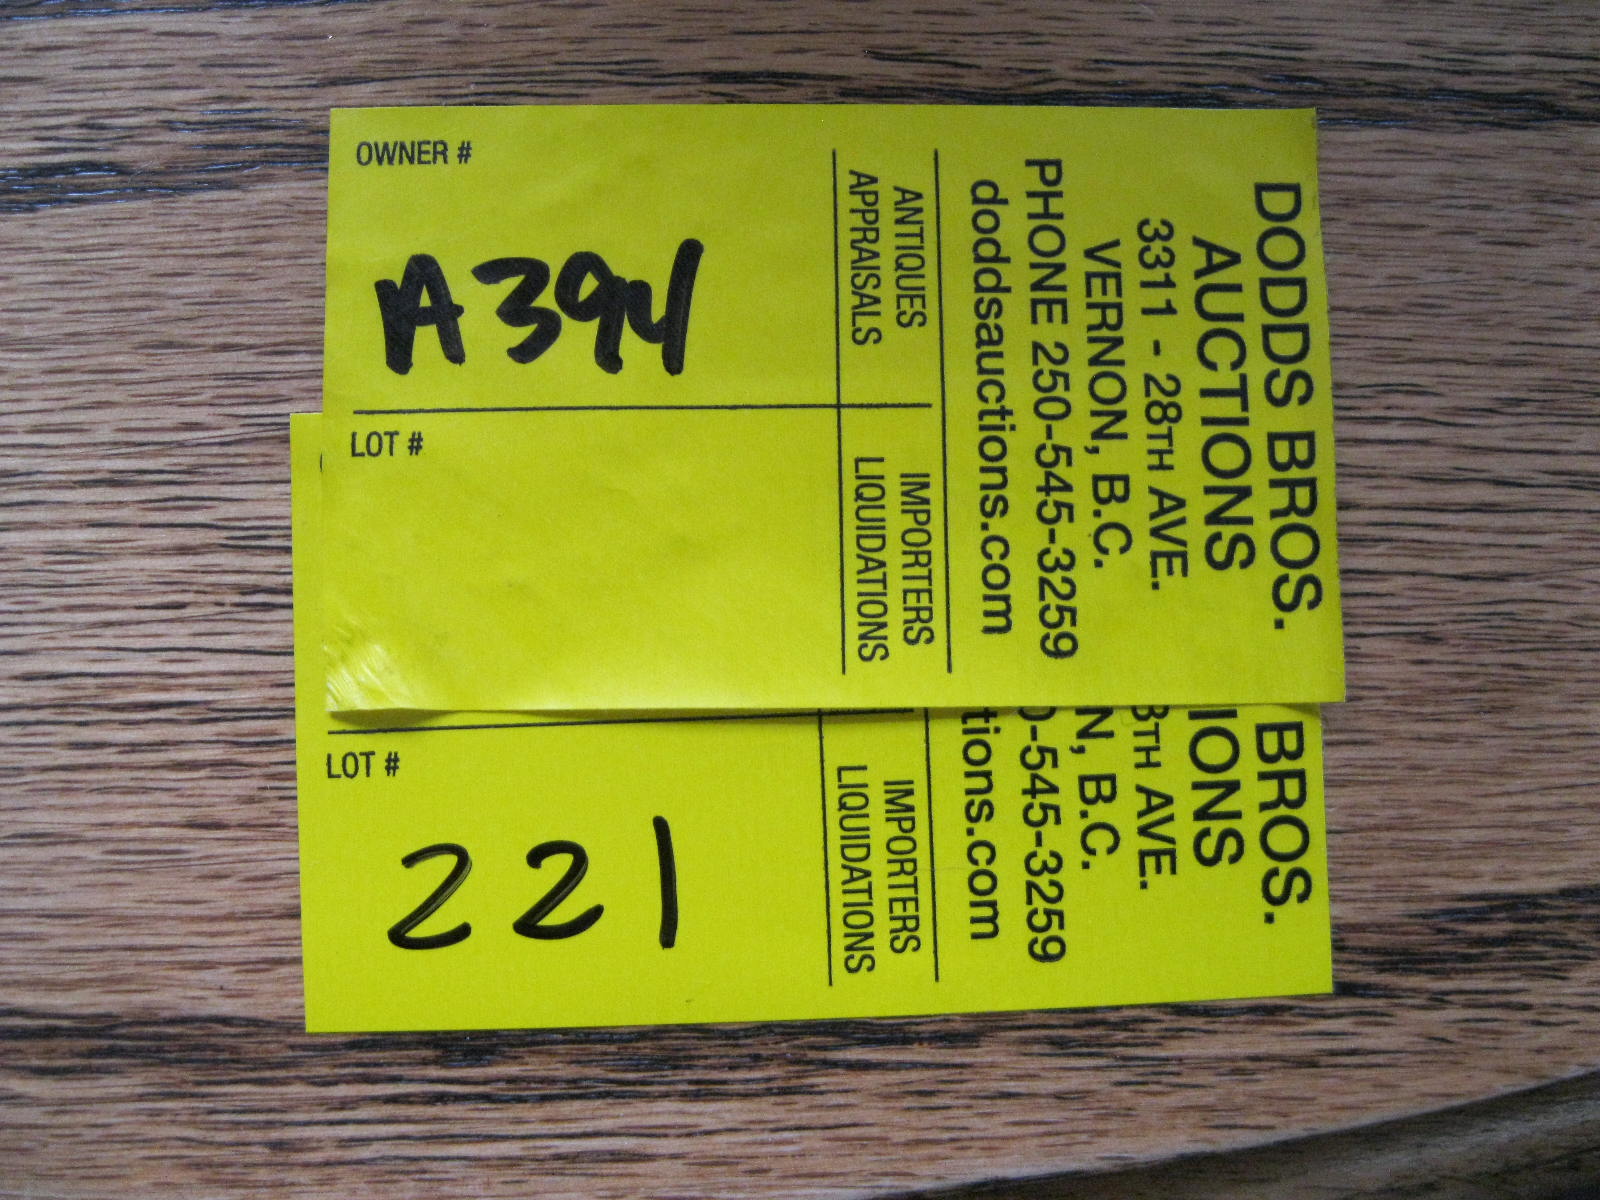 OWNER #
A394
LOT #
ANTIQUES
APPRAISALS
IMPORTERS
LIQUIDATIONS
DODDS BROS.
AUCTIONS
3311 - 28TH AVE.
VERNON, B.C.
PHONE 250-545-3259
doddsauctions.com
LOT #
221
IMPORTERS
LIQUIDATIONS
BROS.
IONS
8TH AVE.
N, B.C.
0-545-3259
tions.com